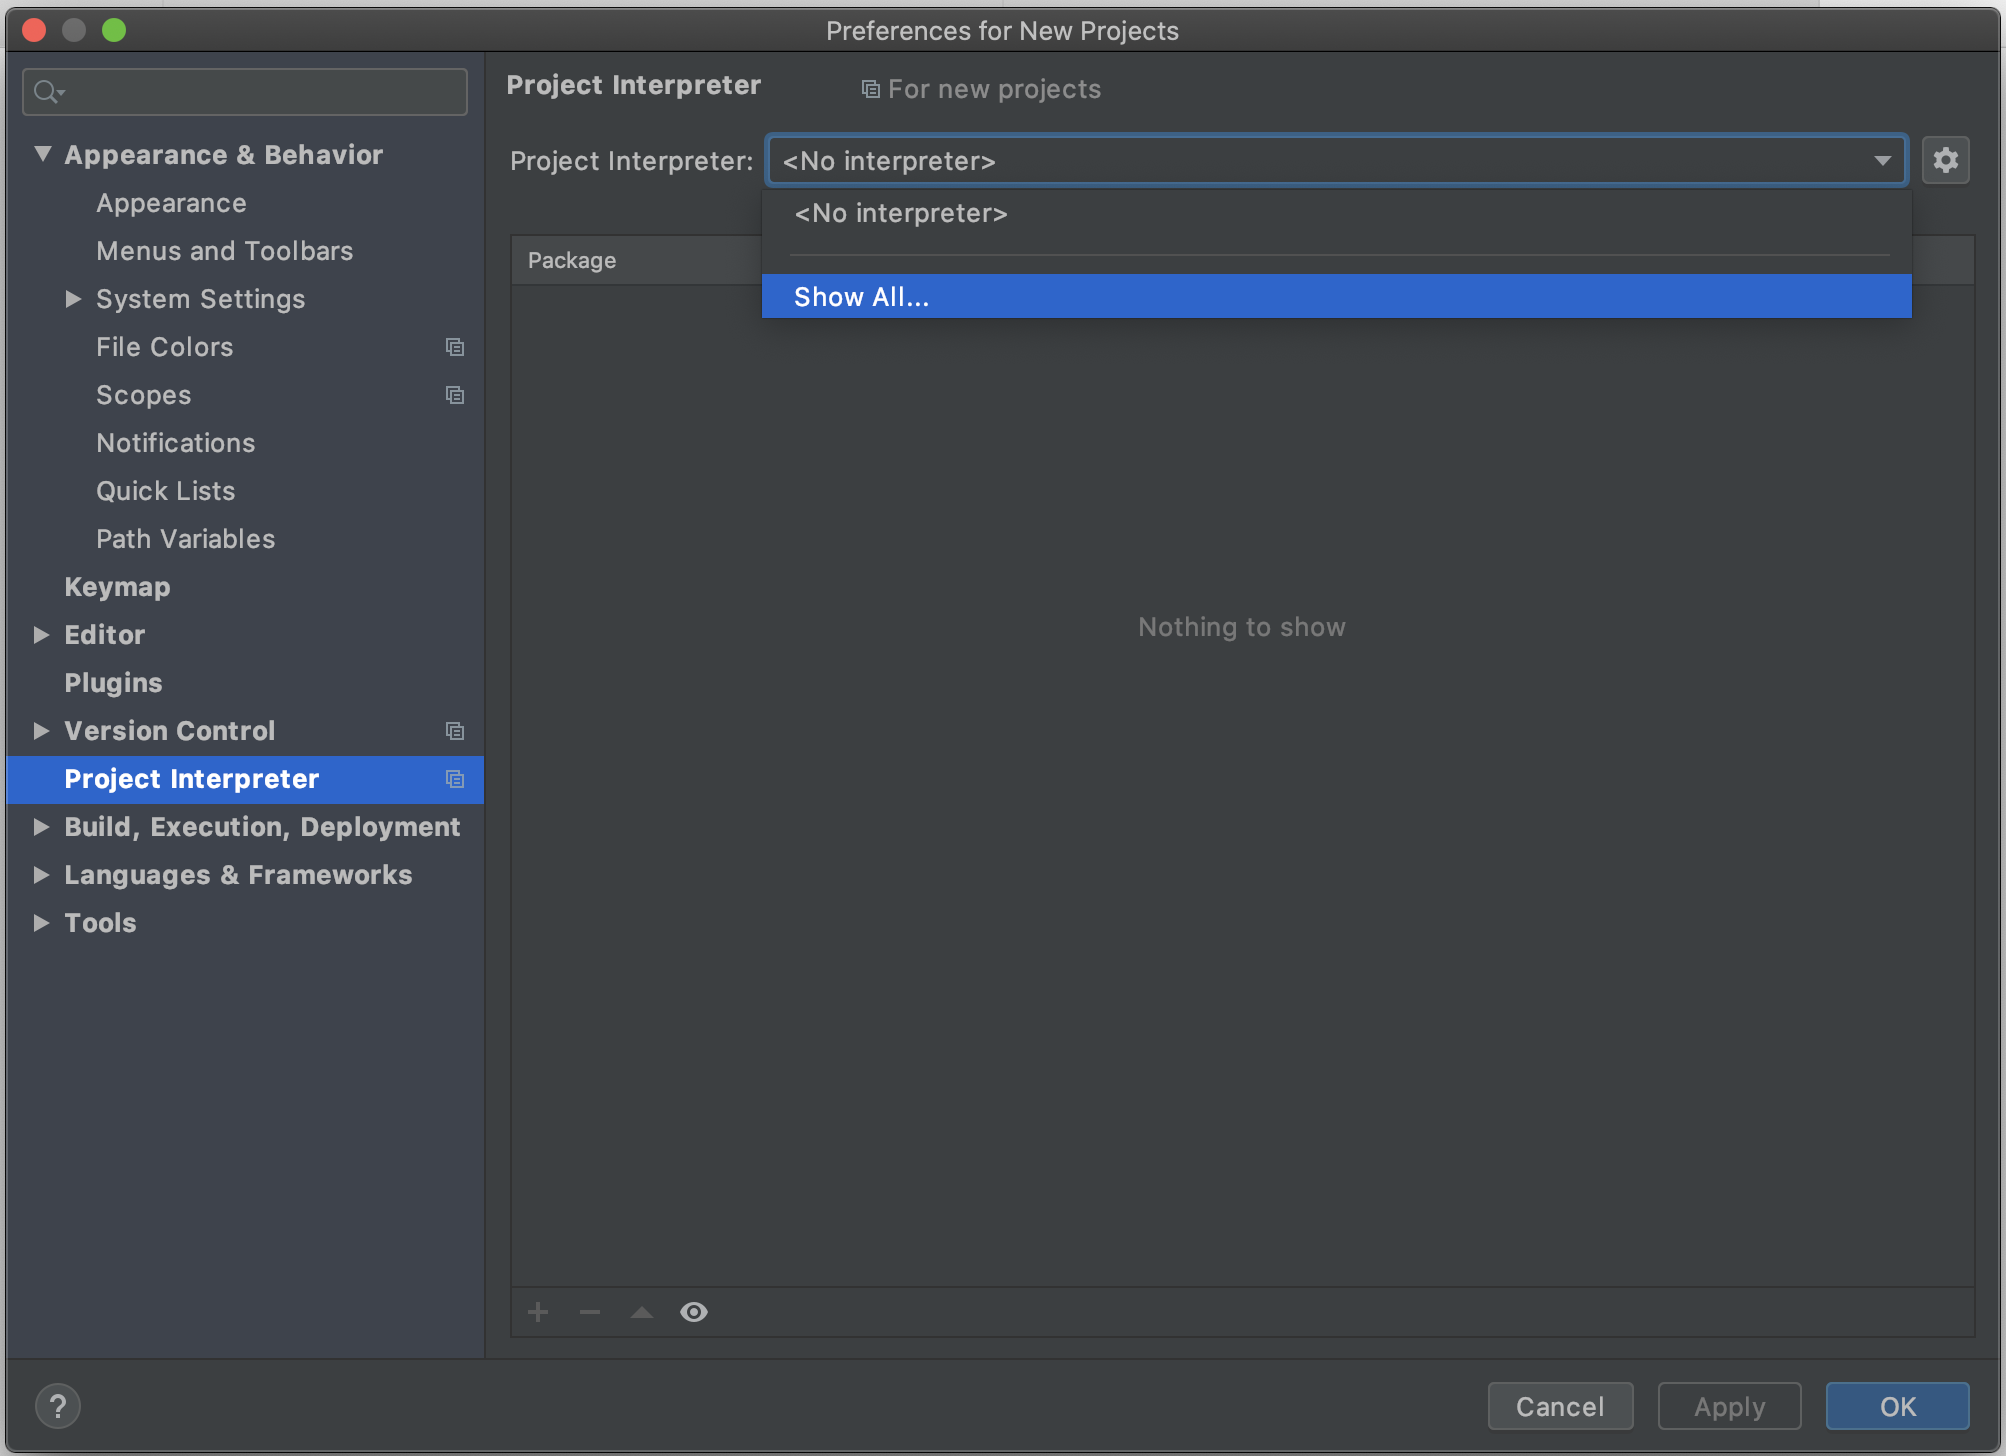 Preferences for New Projects
Appearance & Behavior
Appearance
Menus and Toolbars
System Settings
File Colors
Scopes
Notifications
Quick Lists
Path Variables
Keymap
Editor
Plugins
Version Control
Project Interpreter
Build, Execution, Deployment
Languages & Frameworks
Tools
Project Interpreter
For new projects
Project Interpreter: <No interpreter>
<No interpreter>
Package
Show All...
Nothing to show
?
Cancel
Apply
OK